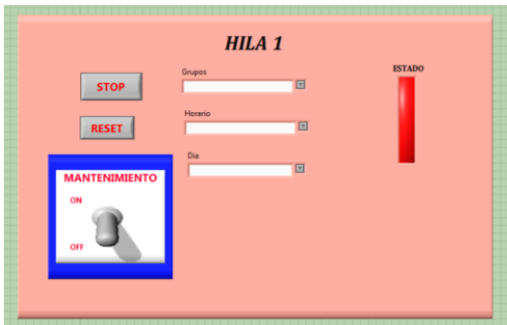 HILA 1
STOP
RESET
Grupos
Horario
Dia
ESTADO
MANTENIMIENTO
ON
OFF